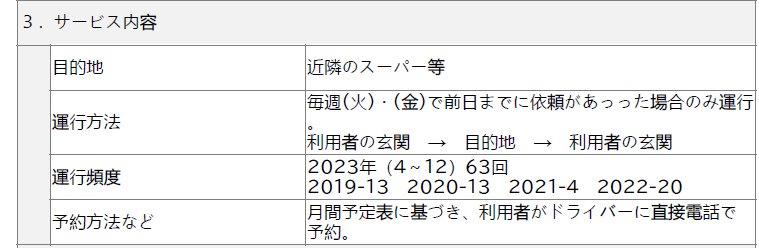 3．サービス内容
目的地
近隣のスーパー等
運行方法
毎週(火)・(金)で前日までに依頼があっった場合のみ運行
。
利用者の玄関　→　目的地　→　利用者の玄関
運行頻度
2023年（4～12）63回
2019-13　2020-13　2021-4　2022-20
予約方法など
月間予定表に基づき、利用者がドライバーに直接電話で
予約。